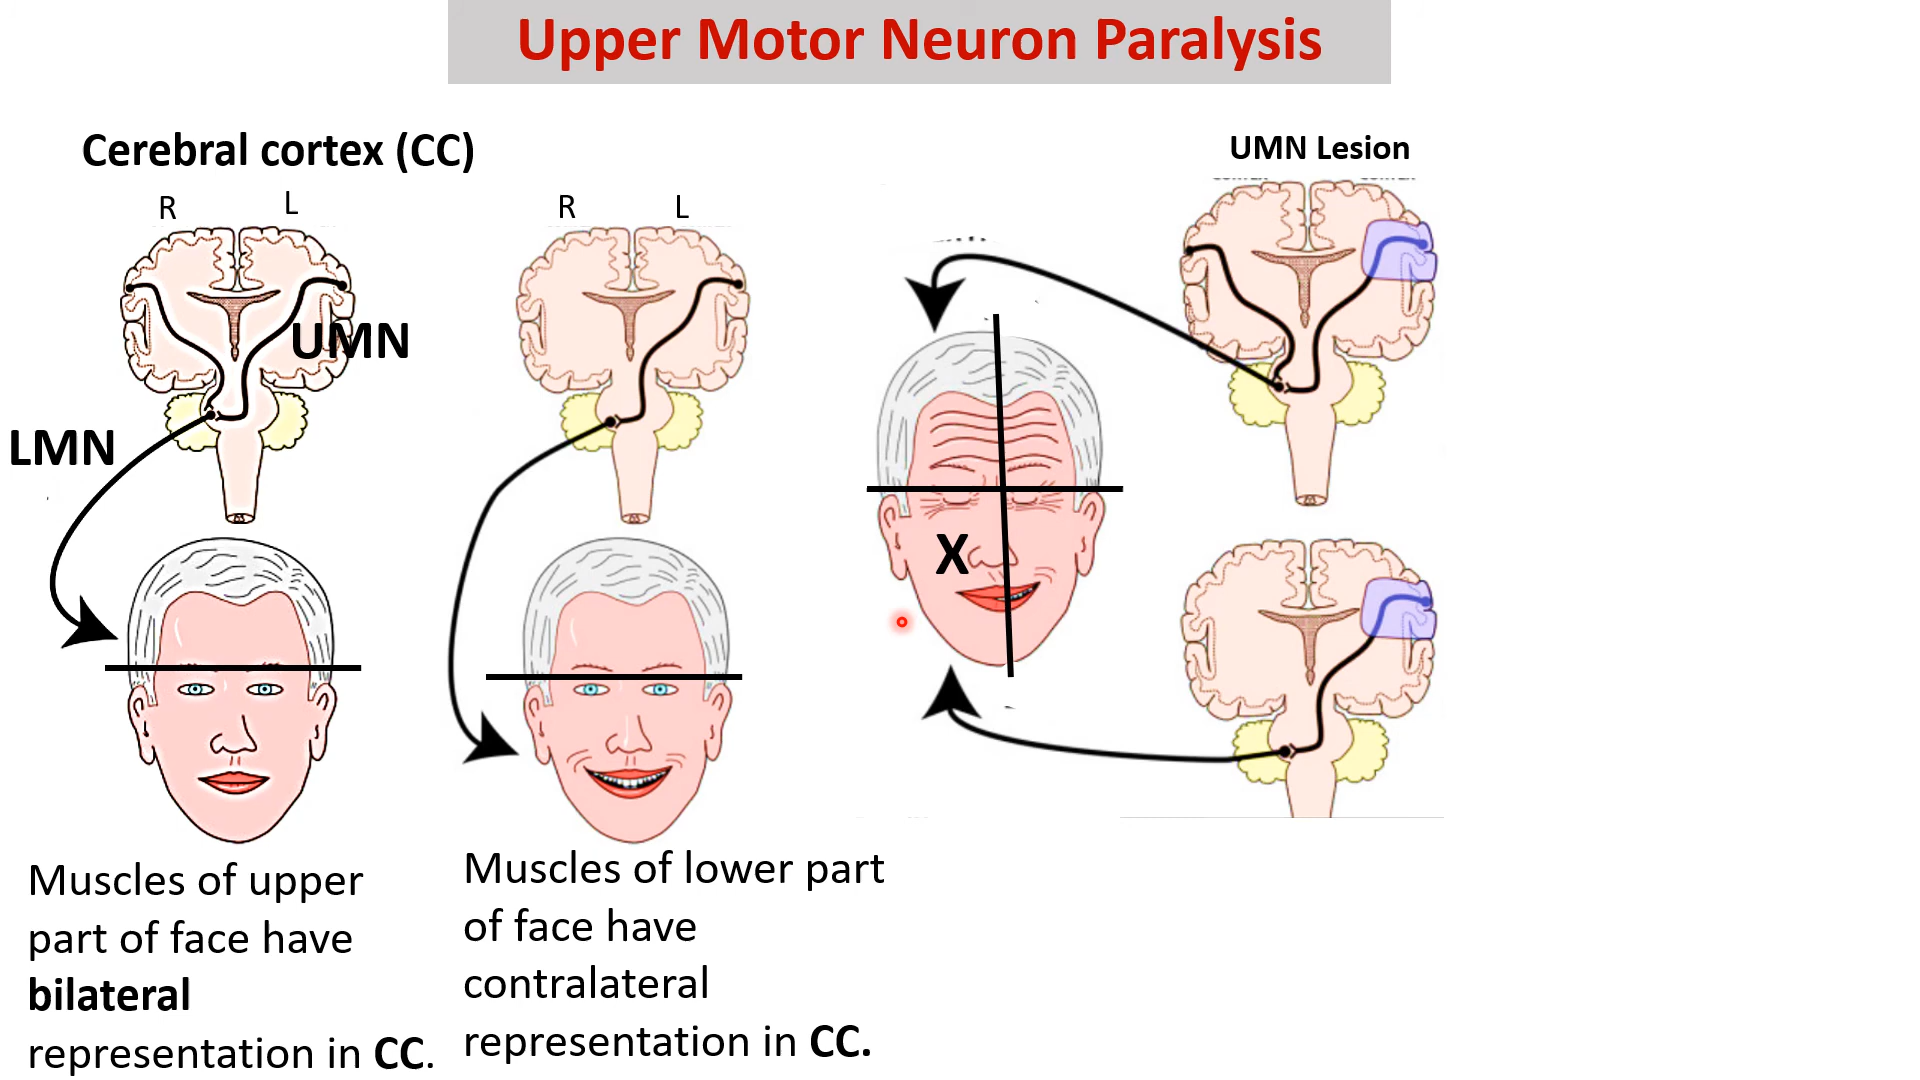 Upper Motor Neuron Paralysis
Cerebral cortex (CC)
R L
UMN
LMN
Muscles of upper
part of face have
bilateral
representation in CC.
R L
Muscles of lower part
of face have
contralateral
representation in CC.
UMN Lesion
X